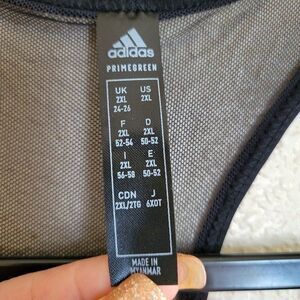 adidas
PRIMEGREEN
UK US
2XL 2XL
24-26
F D
2XL 2XL
52-54 50-52
I E
2XL 2XL
56-58 50-52
CDN J
2XL/2TG 6XOT
MADE IN
MYANMAR